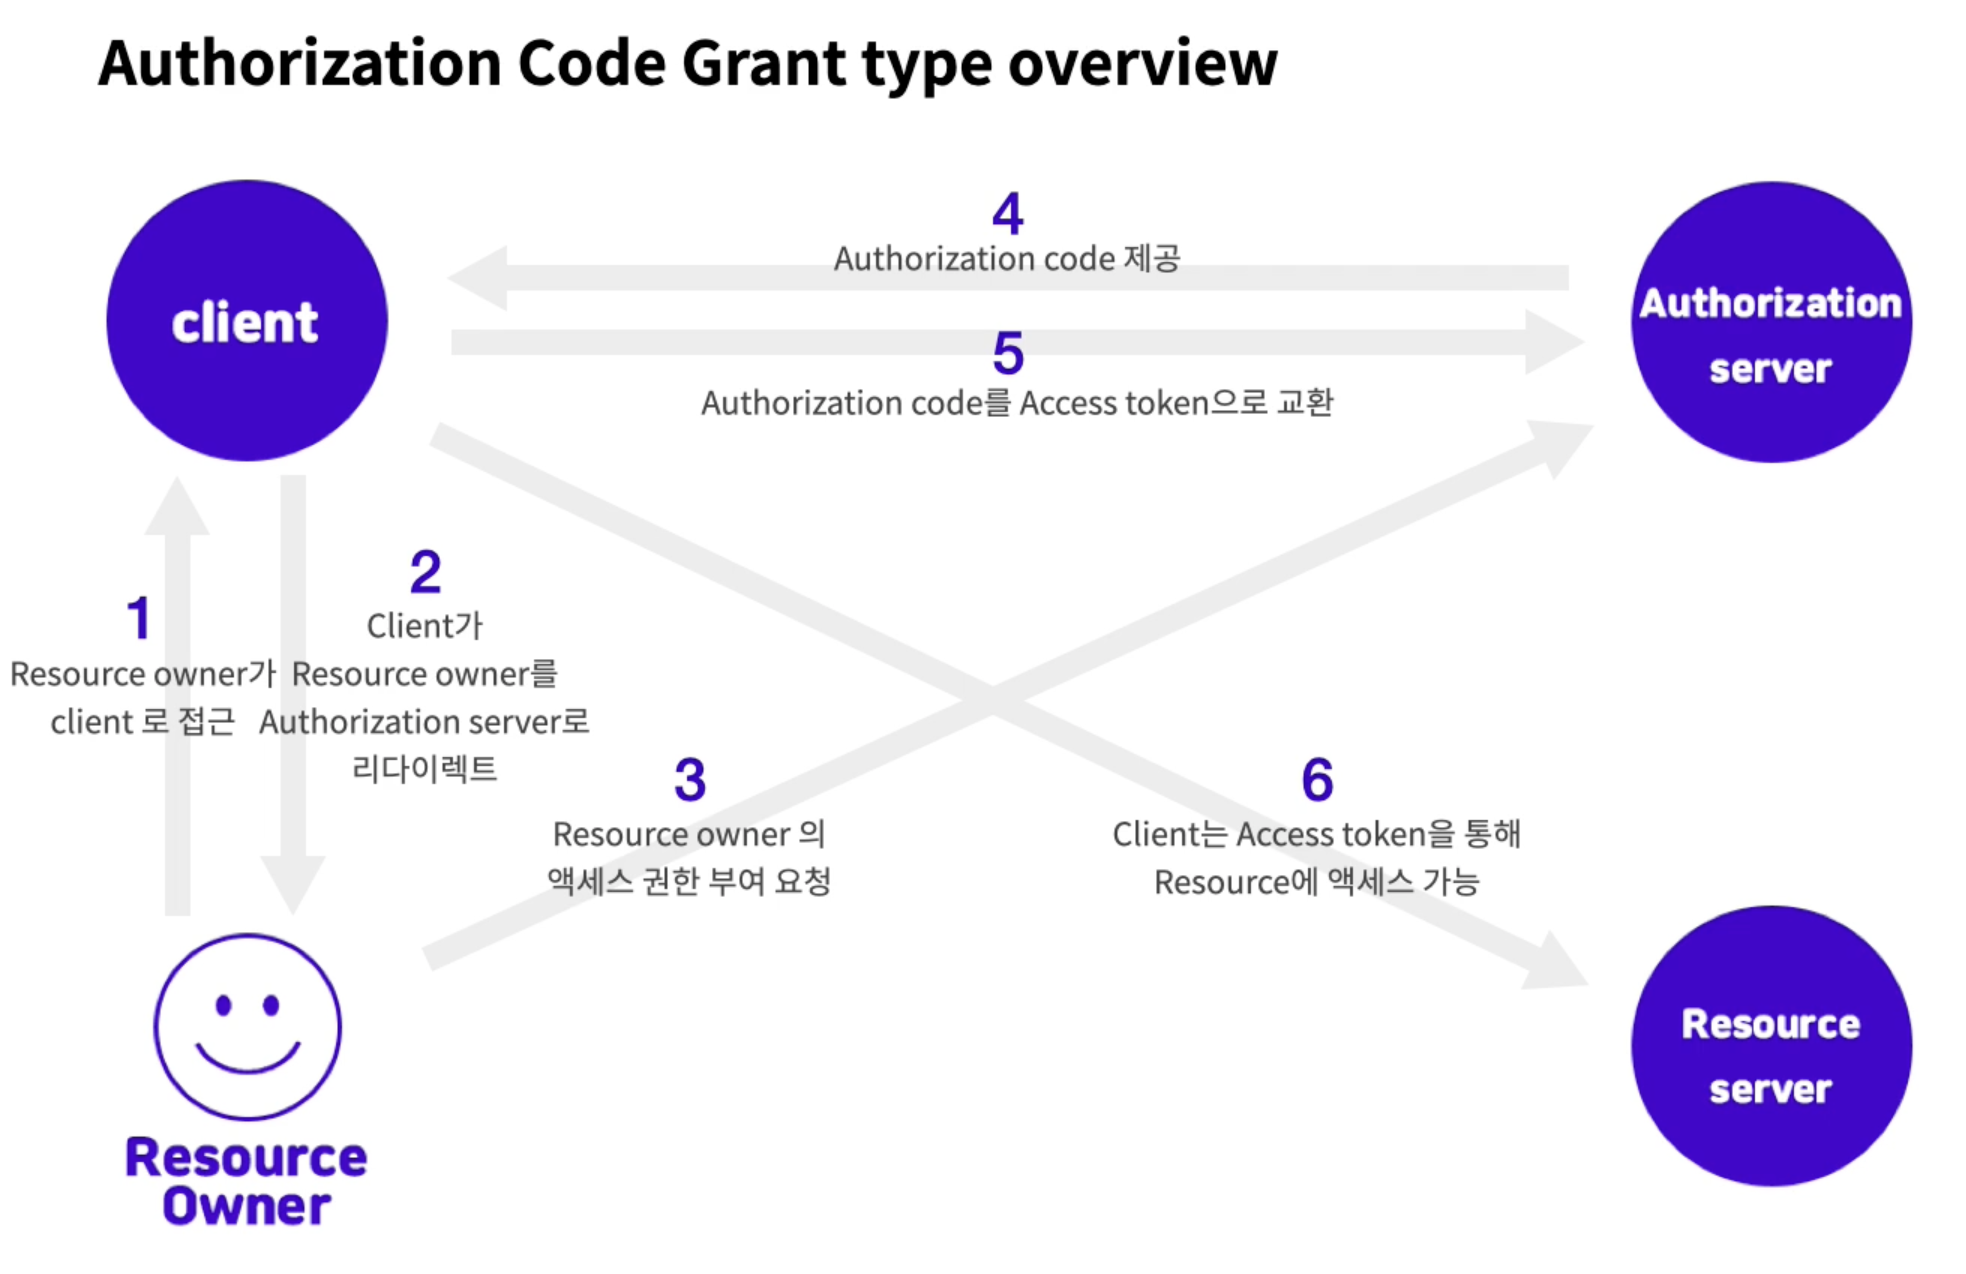 Authorization Code Grant type overview
client
4
Authorization code 제공
5
Authorization code를 Access token으로 교환
Authorization
server
1
Resource owner가
client 로 접근
2
Client가
Resource owner를
Authorization server로
리다이렉트
3
Resource owner 의
액세스 권한 부여 요청
6
Client는 Access token을 통해
Resource에 액세스 가능
Resource
Owner
Resource
server